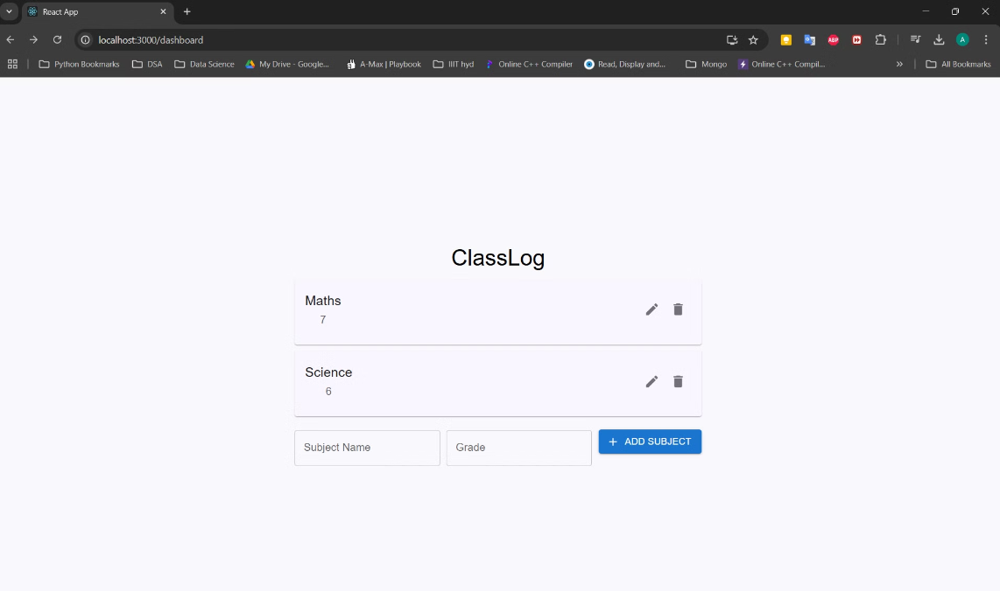 React App
localhost:3000/dashboard
ABP
A
Python Bookmarks
DSA
Data Science
My Drive - Google...
A-Max | Playbook
IIIT hyd
Online C++ Compiler
Read, Display and...
Mongo
Online C++ Compil...
All Bookmarks
ClassLog
Maths
7
Science
6
Subject Name
Grade
+ ADD SUBJECT